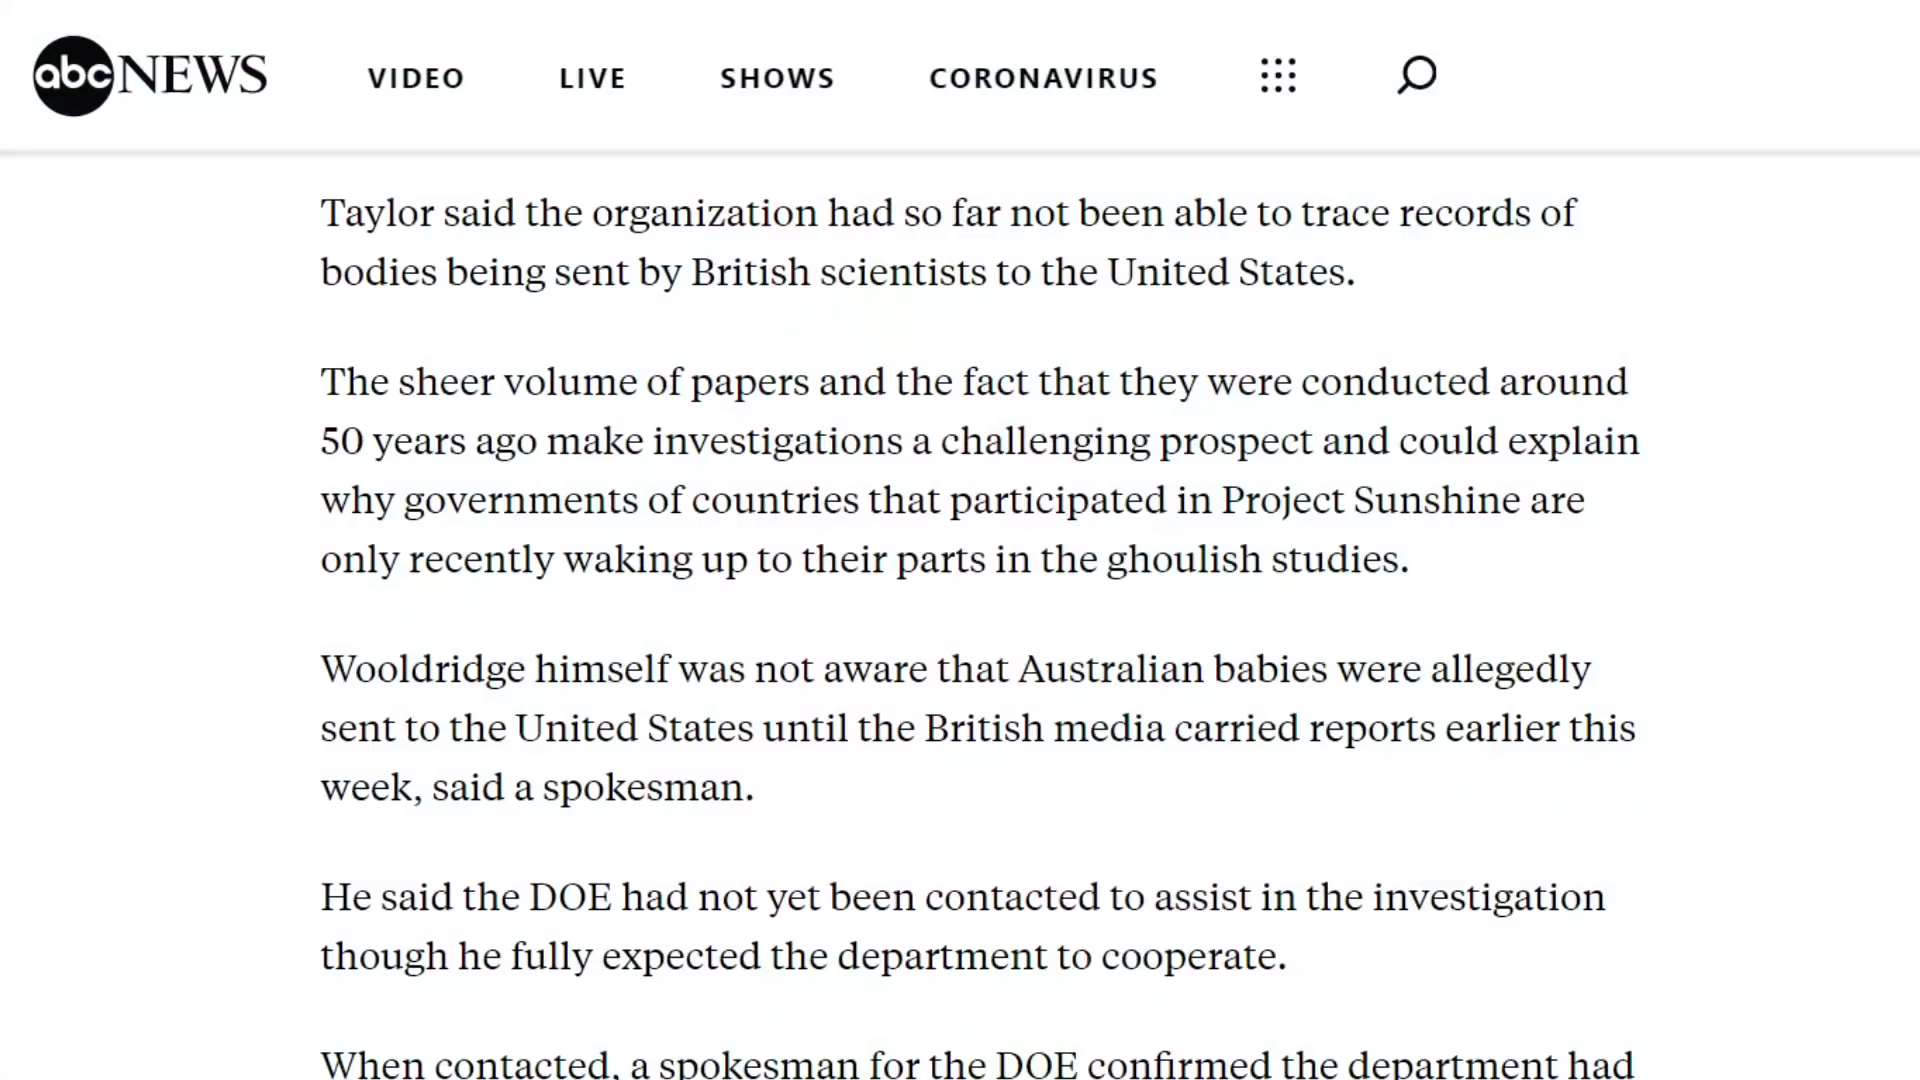 abc NEWS VIDEO LIVE SHOWS CORONAVIRUS
Taylor said the organization had so far not been able to trace records of
bodies being sent by British scientists to the United States.
The sheer volume of papers and the fact that they were conducted around
50 years ago make investigations a challenging prospect and could explain
why governments of countries that participated in Project Sunshine are
only recently waking up to their parts in the ghoulish studies.
Wooldridge himself was not aware that Australian babies were allegedly
sent to the United States until the British media carried reports earlier this
week, said a spokesman.
He said the DOE had not yet been contacted to assist in the investigation
though he fully expected the department to cooperate.
When contacted, a spokesman for the DOE confirmed the department had